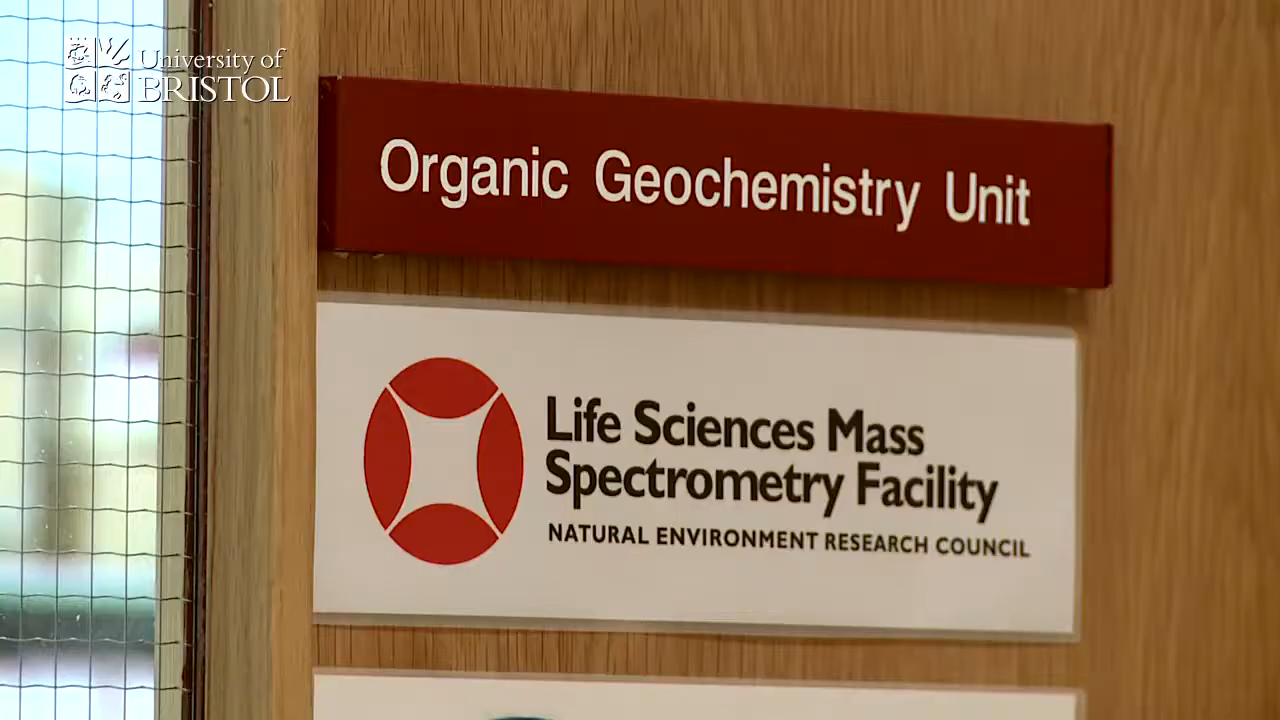 University of
BRISTOL
Organic Geochemistry Unit
Life Sciences Mass
Spectrometry Facility
NATURAL ENVIRONMENT RESEARCH COUNCIL